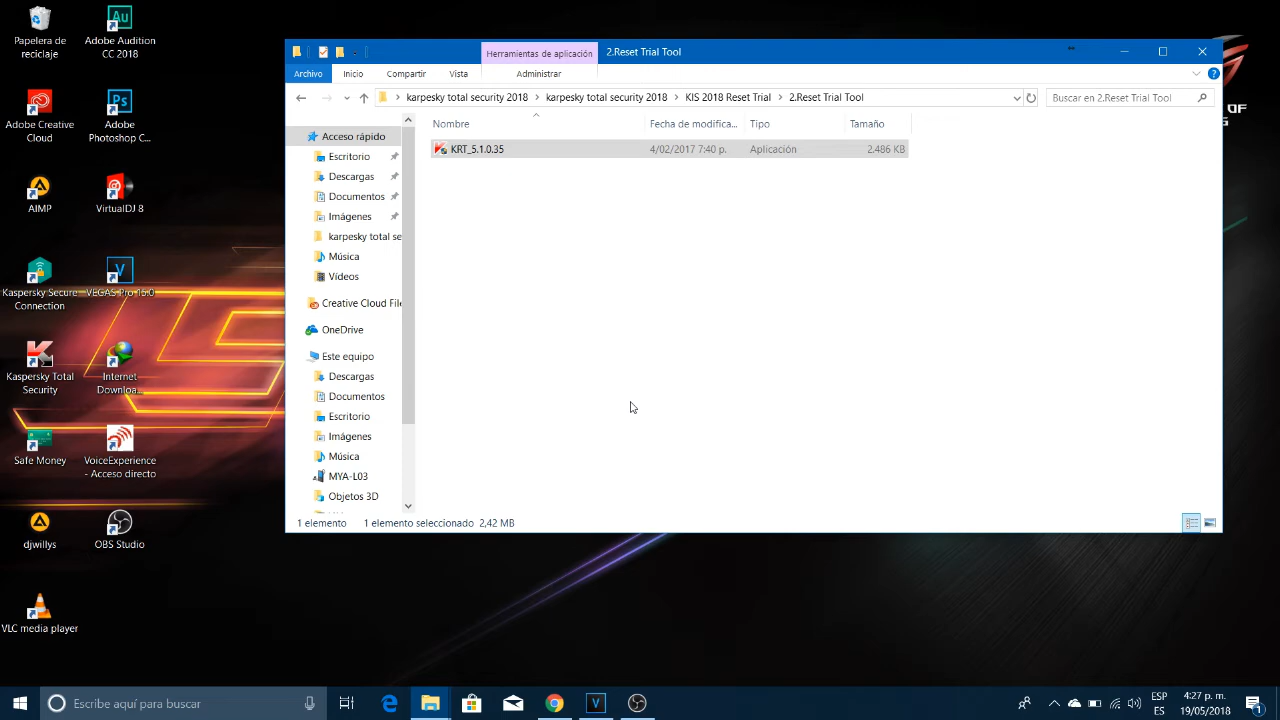 Papelera de
reciclaje
Adobe Audition
CC 2018
Adobe Creative
Cloud
Adobe
Photoshop C...
AIMP
VirtualDJ 8
Kaspersky Secure
Connection
VEGAS Pro 15.0
Kaspersky Total
Security
Internet
Downloa...
Safe Money
VoiceExperience
- Acceso directo
djwillys
OBS Studio
VLC media player
Herramientas de aplicación
2.Reset Trial Tool
Archivo
Inicio
Compartir
Vista
Administrar
karpesky total security 2018
karpesky total security 2018
KIS 2018 Reset Trial
2.Reset Trial Tool
Buscar en 2.Reset Trial Tool
Nombre
Fecha de modifica...
Tipo
Tamaño
KRT_5.1.0.35
4/02/2017 7:40 p.
Aplicación
2.486 KB
Acceso rápido
Escritorio
Descargas
Documentos
Imágenes
karpesky total se
Música
Vídeos
Creative Cloud File
OneDrive
Este equipo
Descargas
Documentos
Escritorio
Imágenes
Música
MYA-L03
Objetos 3D
1 elemento
1 elemento seleccionado 2,42 MB
OF
Escribe aquí para buscar
ESP
ES
4:27 p. m.
19/05/2018